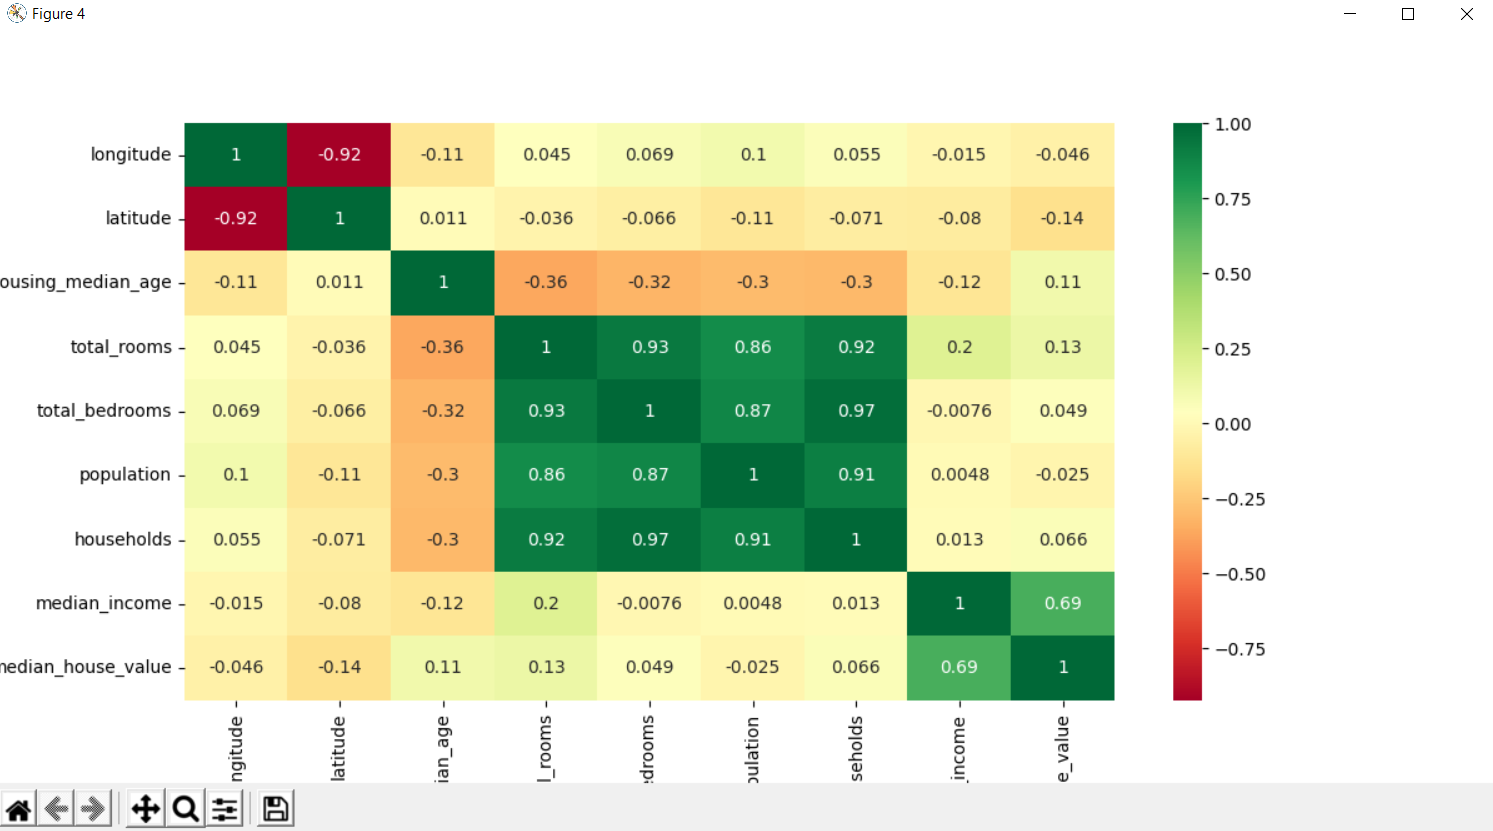 Figure 4
longitude 1 -0.92 -0.11 0.045 0.069 0.1 0.055 -0.015 -0.046
latitude -0.92 1 0.011 -0.036 -0.066 -0.11 -0.071 -0.08 -0.14
ousing_median_age -0.11 0.011 1 -0.36 -0.32 -0.3 -0.3 -0.12 0.11
total_rooms 0.045 -0.036 -0.36 1 0.93 0.86 0.92 0.2 0.13
total_bedrooms 0.069 -0.066 -0.32 0.93 1 0.87 0.97 -0.0076 0.049
population 0.1 -0.11 -0.3 0.86 0.87 1 0.91 0.0048 -0.025
households 0.055 -0.071 -0.3 0.92 0.97 0.91 1 0.013 0.066
median_income -0.015 -0.08 -0.12 0.2 -0.0076 0.0048 0.013 1 0.69
nedian_house_value -0.046 -0.14 0.11 0.13 0.049 -0.025 0.066 0.69 1
ngitude latitude ian_age l_rooms edrooms pulation seholds _income e_value
1.00
0.75
0.50
0.25
0.00
−0.25
−0.50
−0.75